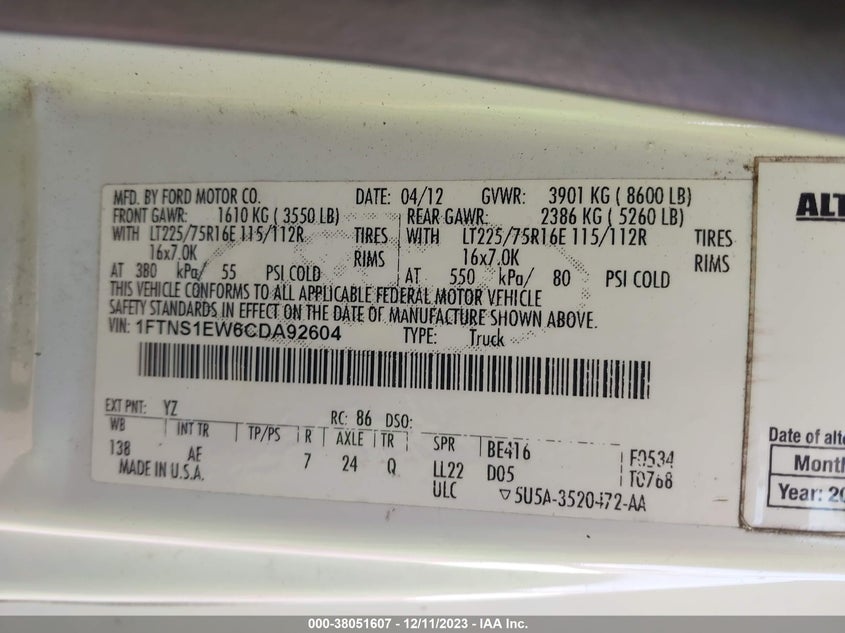 MFD. BY FORD MOTOR CO. DATE: 04/12 GVWR: 3901 KG ( 8600 LB)
FRONT GAWR: 1610 KG ( 3550 LB) REAR GAWR: 2386 KG ( 5260 LB)
WITH LT225/75R16E 115/112R TIRES WITH LT225/75R16E 115/112R TIRES
16x7.0K RIMS 16x7.0K RIMS
AT 380 kPa/ 55 PSI COLD AT 550 kPa/ 80 PSI COLD
THIS VEHICLE CONFORMS TO ALL APPLICABLE FEDERAL MOTOR VEHICLE
SAFETY STANDARDS IN EFFECT ON THE DATE OF MANUFACTURE SHOWN ABOVE.
VIN: 1FTNS1EW6CDA92604 TYPE: Truck
EXT PNT: YZ RC: 86 DSO:
WB INT TR TP/PS R AXLE TR SPR BE416 F0534
138 AE 7 24 Q LL22 D05 T0768
MADE IN U.S.A. ULC ▽5U5A-3520472-AA
ALT
Date of alte
Month
Year: 20
000-38051607 - 12/11/2023 - IAA Inc.